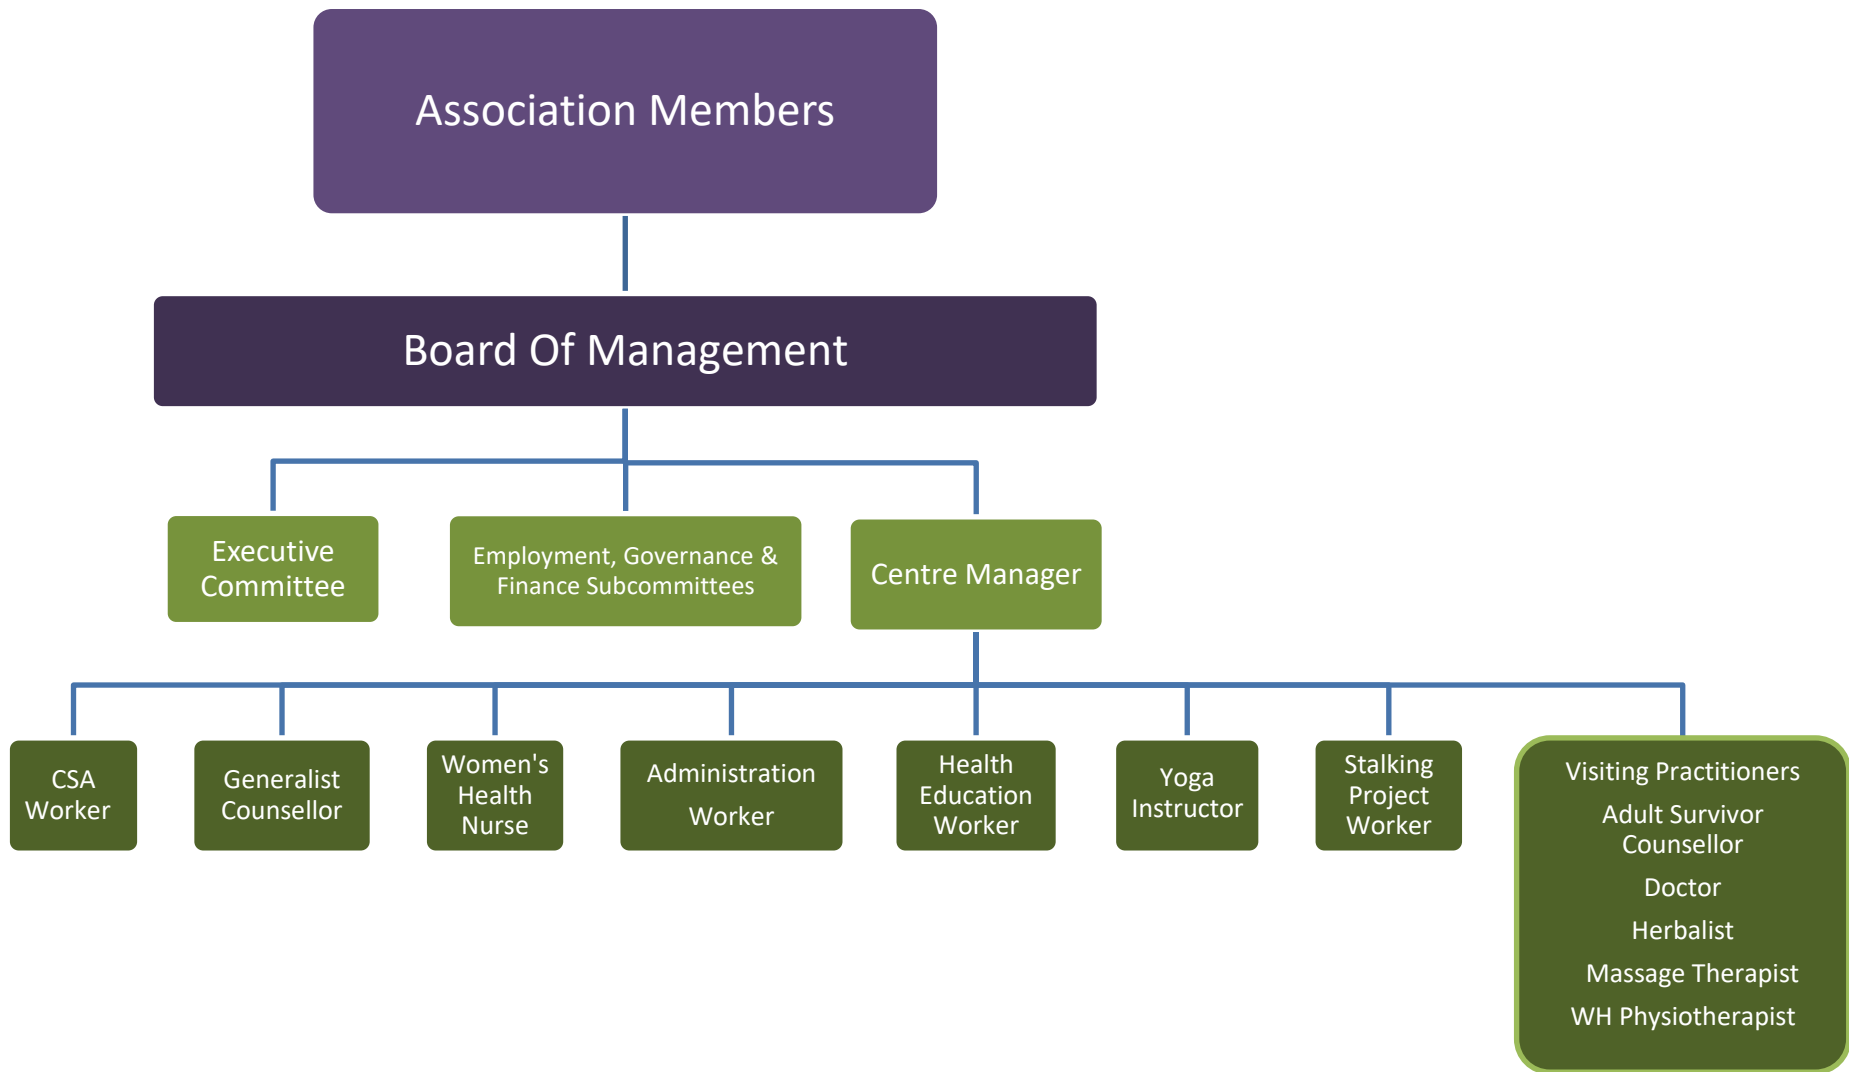 Association Members
Board Of Management
Executive
Committee
Employment, Governance &
Finance Subcommittees
Centre Manager
CSA
Worker
Generalist
Counsellor
Women's
Health
Nurse
Administration
Worker
Health
Education
Worker
Yoga
Instructor
Stalking
Project
Worker
Visiting Practitioners
Adult Survivor
Counsellor
Doctor
Herbalist
Massage Therapist
WH Physiotherapist